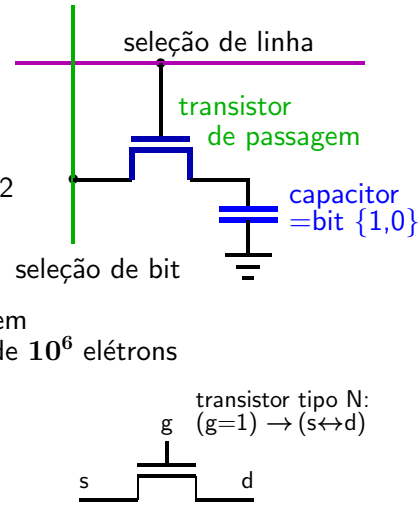 seleção de linha
transistor
de passagem
2
capacitor
=bit {1,0}
seleção de bit
em
de 10⁶ elétrons
transistor tipo N:
g (g=1) → (s↔d)
s d